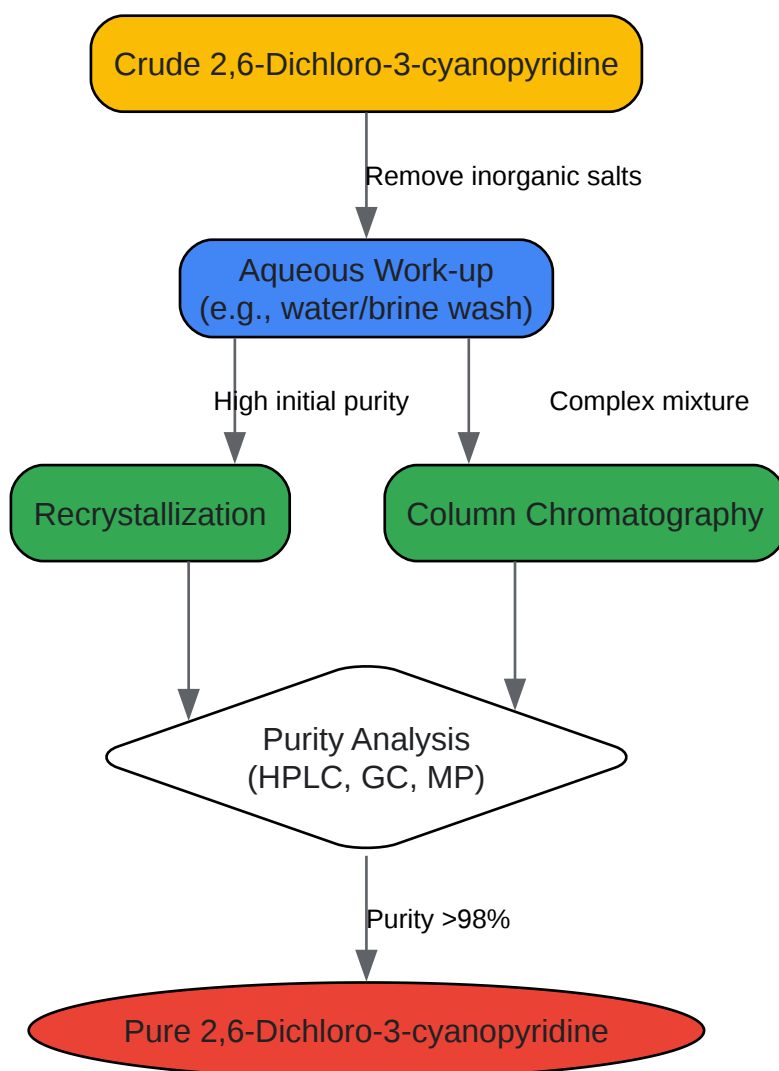 Crude 2,6-Dichloro-3-cyanopyridine
Remove inorganic salts
Aqueous Work-up
(e.g., water/brine wash)
High initial purity
Complex mixture
Recrystallization
Column Chromatography
Purity Analysis
(HPLC, GC, MP)
Purity >98%
Pure 2,6-Dichloro-3-cyanopyridine